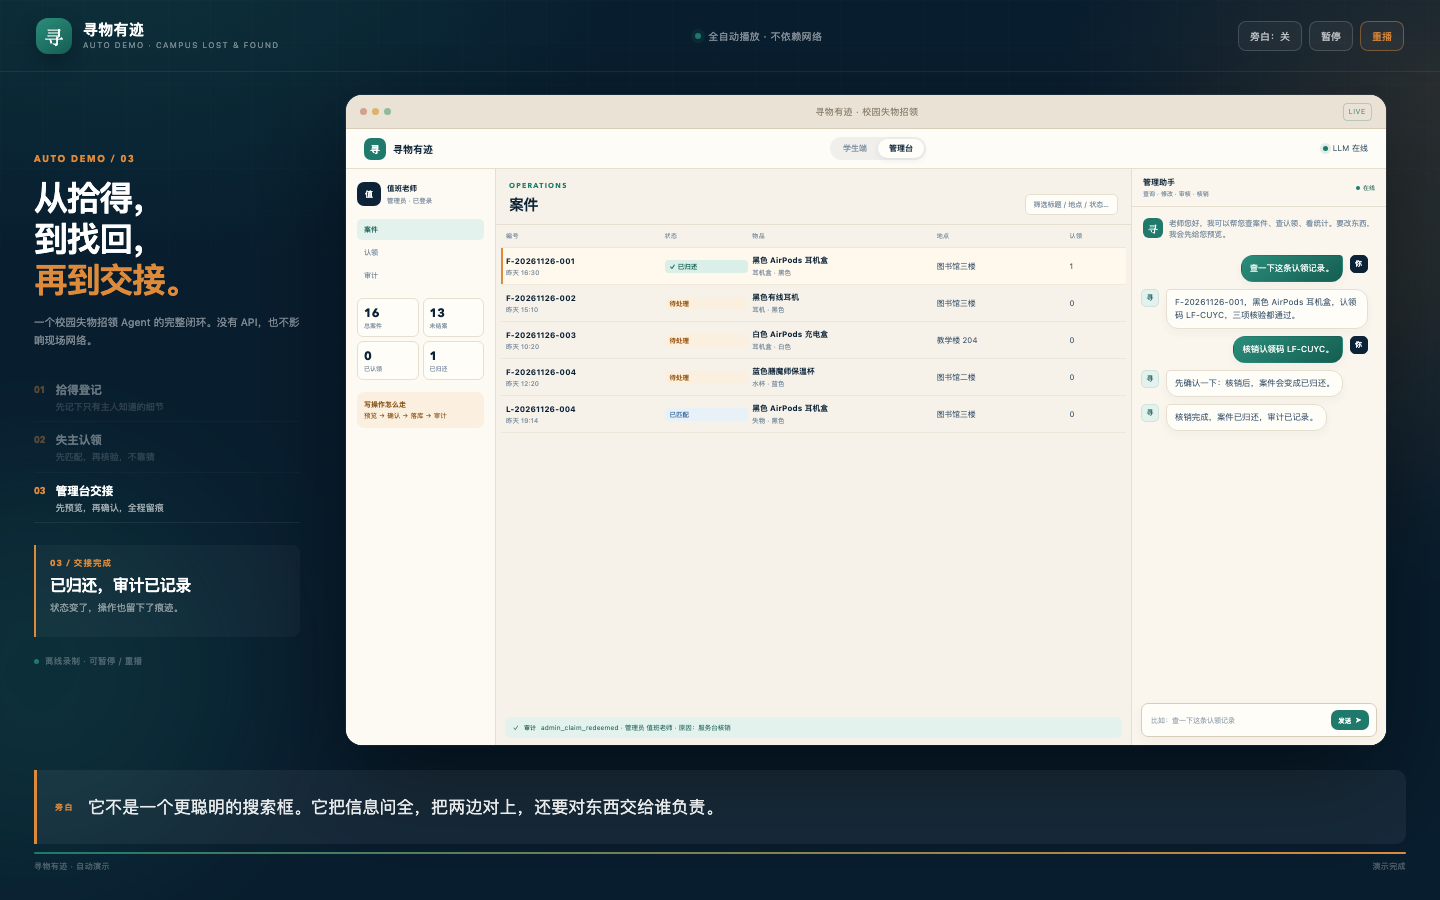 寻
寻物有迹
AUTO DEMO · CAMPUS LOST & FOUND
全自动播放 · 不依赖网络
旁白：关
暂停
重播
AUTO DEMO / 03
从拾得，
到找回，
再到交接。
一个校园失物招领 Agent 的完整闭环。没有 API，也不影
响现场网络。
01 拾得登记
先记下只有主人知道的细节
02 失主认领
先匹配，再核验，不靠猜
03 管理台交接
先预览，再确认，全程留痕
03 / 交接完成
已归还，审计已记录
状态变了，操作也留下了痕迹。
离线录制 · 可暂停 / 重播
寻物有迹 · 校园失物招领
LIVE
寻 寻物有迹
学生端
管理台
LLM 在线
值
值班老师
管理员 · 已登录
案件
认领
审计
16
总案件
13
未结案
0
已认领
1
已归还
写操作怎么走
预览 → 确认 → 落库 → 审计
OPERATIONS
案件
筛选标题 / 地点 / 状态...
编号 状态 物品 地点 认领
F-20261126-001 ✓ 已归还 黑色 AirPods 耳机盒 图书馆三楼 1
昨天 16:30 耳机盒 · 黑色
F-20261126-002 待处理 黑色有线耳机 图书馆三楼 0
昨天 15:10 耳机 · 黑色
F-20261126-003 待处理 白色 AirPods 充电盒 教学楼 204 0
昨天 10:20 耳机盒 · 白色
F-20261126-004 待处理 蓝色膳魔师保温杯 图书馆二楼 0
昨天 12:20 水杯 · 蓝色
L-20261126-004 已匹配 黑色 AirPods 耳机盒 图书馆三楼 0
昨天 19:14 失物 · 黑色
✓ 审计 admin_claim_redeemed · 管理员 值班老师 · 原因：服务台核销
管理助手
查询 · 修改 · 审核 · 核销
在线
寻
老师您好，我可以帮您查案件、查认领、看统计。要改东西，
我会先给您预览。
查一下这条认领记录。
你
寻
F-20261126-001，黑色 AirPods 耳机盒，认领
码 LF-CUYC，三项核验都通过。
核销认领码 LF-CUYC。
你
寻
先确认一下：核销后，案件会变成已归还。
寻
核销完成，案件已归还，审计已记录。
比如：查一下这条认领记录
发送 ➤
旁白 它不是一个更聪明的搜索框。它把信息问全，把两边对上，还要对东西交给谁负责。
寻物有迹 · 自动演示
演示完成